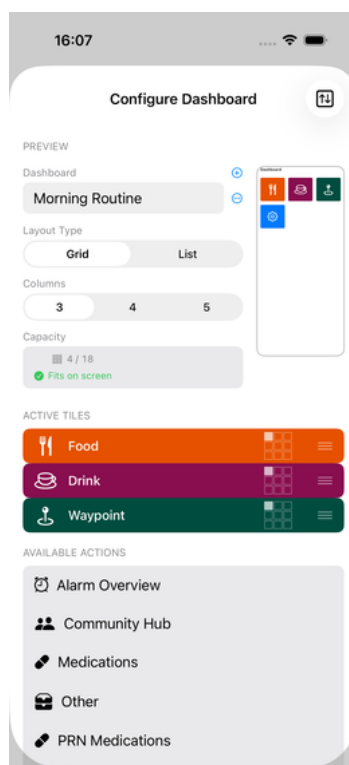 16:07
Configure Dashboard
PREVIEW
Dashboard
Morning Routine
Dashboard
Layout Type
Grid List
Columns
3 4 5
Capacity
4 / 18
Fits on screen
ACTIVE TILES
Food
Drink
Waypoint
AVAILABLE ACTIONS
Alarm Overview
Community Hub
Medications
Other
PRN Medications